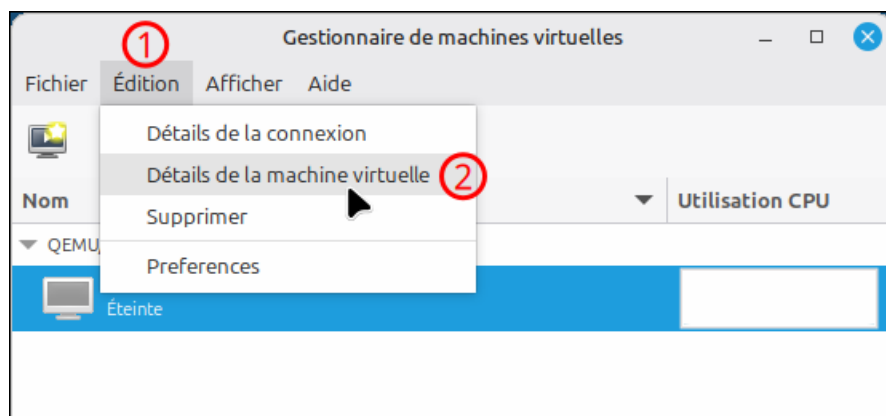 1
Gestionnaire de machines virtuelles
Fichier Édition Afficher Aide
Détails de la connexion
Détails de la machine virtuelle 2
Nom Utilisation CPU
Supprimer
QEMU
Preferences
Éteinte